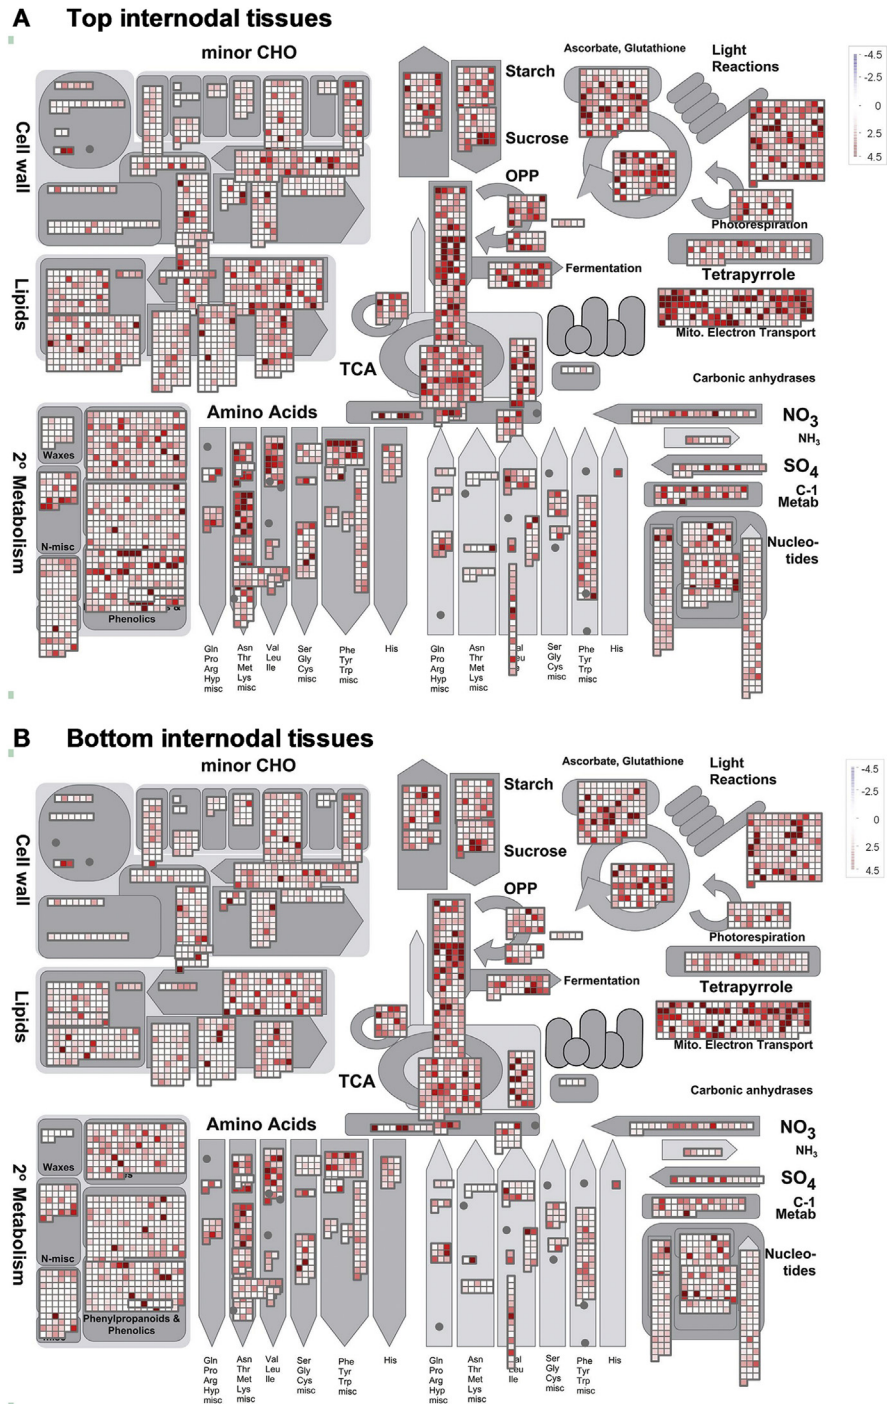 A Top internodal tissues
minor CHO
Starch
Sucrose
Ascorbate, Glutathione
Light
Reactions
-4.5
-2.5
0
2.5
4.5
Cell wall
OPP
Photorespiration
Fermentation
Tetrapyrrole
Lipids
Mito. Electron Transport
TCA
Carbonic anhydrases
Amino Acids
NO3
NH3
SO4
C-1
Metab
Nucleo-
tides
2º Metabolism
Waxes
N-misc
Phenolics
Gln
Pro
Arg
Hyp
misc
Asn
Thr
Met
Lys
misc
Val
Leu
Ile
Ser
Gly
Cys
misc
Phe
Tyr
Trp
misc
His
Gln
Pro
Arg
Hyp
misc
Asn
Thr
Met
Lys
misc
Ser
Gly
Cys
misc
Phe
Tyr
Trp
misc
His
B Bottom internodal tissues
minor CHO
Starch
Sucrose
Ascorbate, Glutathione
Light
Reactions
-4.5
-2.5
0
2.5
4.5
Cell wall
OPP
Photorespiration
Fermentation
Tetrapyrrole
Lipids
Mito. Electron Transport
TCA
Carbonic anhydrases
Amino Acids
NO3
NH3
SO4
C-1
Metab
Nucleo-
tides
2º Metabolism
Waxes
N-misc
Phenylpropanoids &
Phenolics
Gln
Pro
Arg
Hyp
misc
Asn
Thr
Met
Lys
misc
Val
Leu
Ile
Ser
Gly
Cys
misc
Phe
Tyr
Trp
misc
His
Gln
Pro
Arg
Hyp
misc
Asn
Thr
Met
Lys
misc
Ile
Ser
Gly
Cys
misc
Phe
Tyr
Trp
misc
His